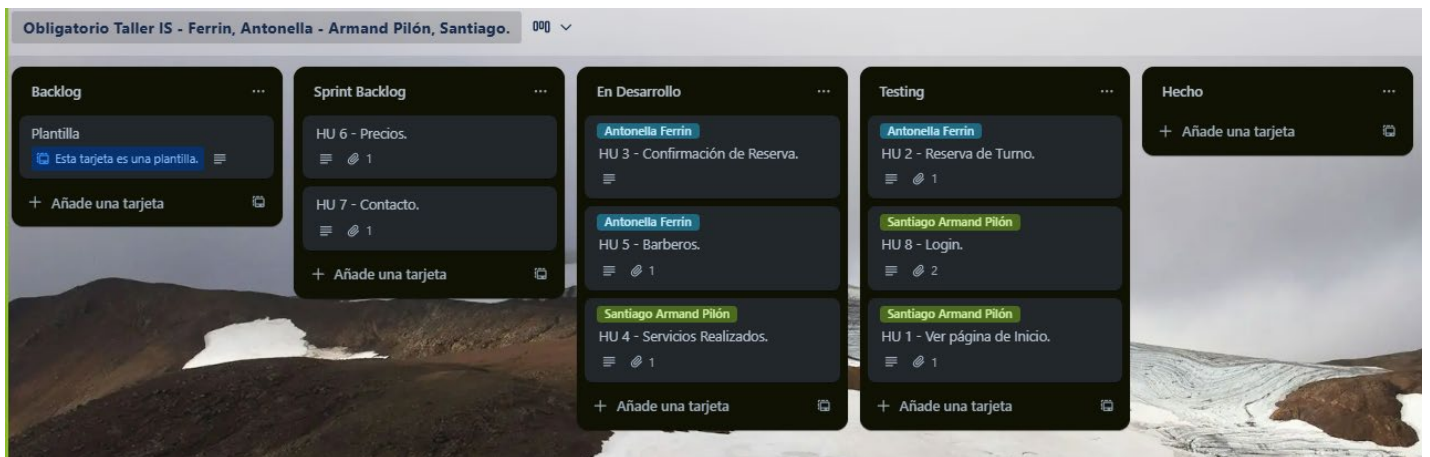 Obligatorio Taller IS - Ferrin, Antonella - Armand Pilón, Santiago.
Backlog
Plantilla
Esta tarjeta es una plantilla.
+ Añade una tarjeta
Sprint Backlog
HU 6 - Precios.
1
HU 7 - Contacto.
1
+ Añade una tarjeta
En Desarrollo
Antonella Ferrin
HU 3 - Confirmación de Reserva.
Antonella Ferrin
HU 5 - Barberos.
1
Santiago Armand Pilón
HU 4 - Servicios Realizados.
1
+ Añade una tarjeta
Testing
Antonella Ferrin
HU 2 - Reserva de Turno.
1
Santiago Armand Pilón
HU 8 - Login.
2
Santiago Armand Pilón
HU 1 - Ver página de Inicio.
1
+ Añade una tarjeta
Hecho
+ Añade una tarjeta